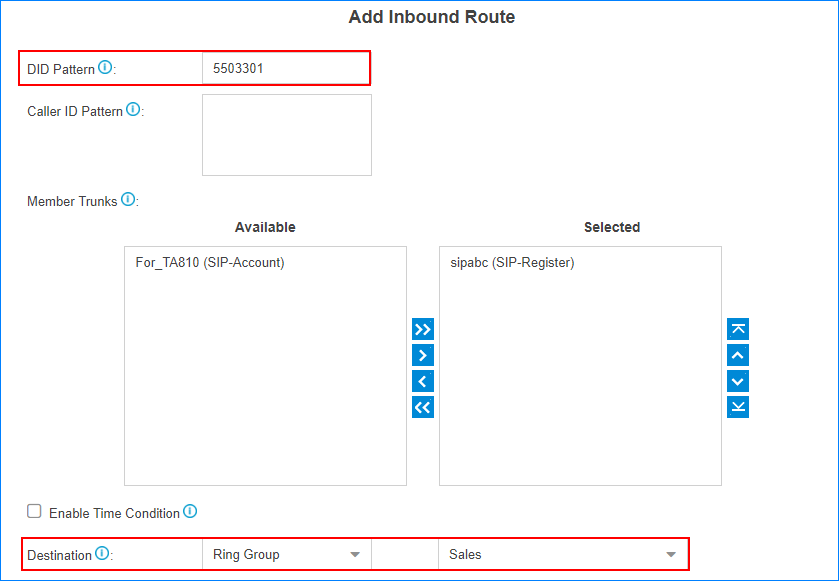 Add Inbound Route
DID Pattern i: 5503301
Caller ID Pattern i:
Member Trunks i:
Available Selected
For_TA810 (SIP-Account) sipabc (SIP-Register)
Enable Time Condition i
Destination i: Ring Group Sales